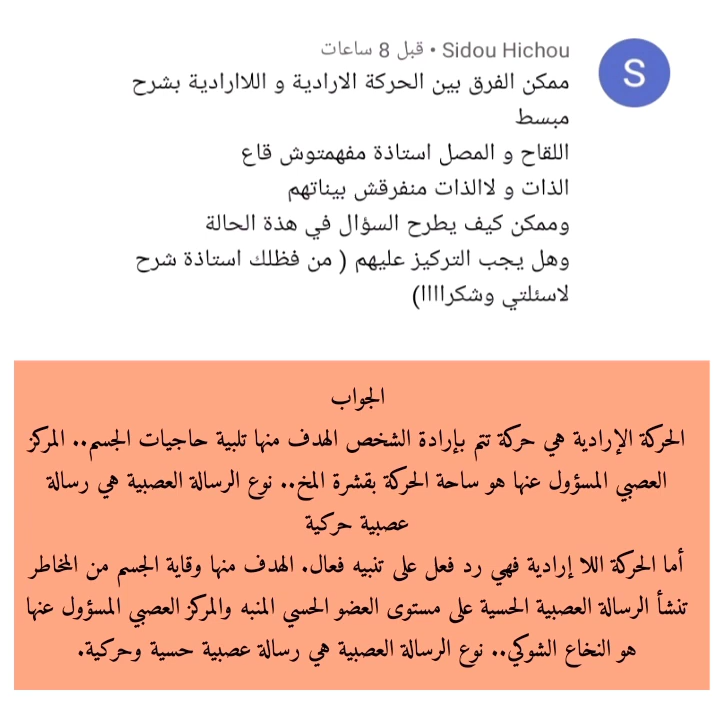 Sidou Hichou • قبل 8 ساعات
S
ممكن الفرق بين الحركة الارادية و اللاارادية بشرح
مبسط
اللقاح و المصل استاذة مفهمتوش قاع
الذات و لاالذات منفرقش بيناتهم
وممكن كيف يطرح السؤال في هذة الحالة
وهل يجب التركيز عليهم ( من فظلك استاذة شرح
لاسئلتي وشكراااا)
الجواب
الحركة الإرادية هي حركة تتم بإرادة الشخص الهدف منها تلبية حاجيات الجسم.. المركز
العصبي المسؤول عنها هو ساحة الحركة بقشرة المخ.. نوع الرسالة العصبية هي رسالة
عصبية حركية
أما الحركة اللا إرادية فهي رد فعل على تنبيه فعال. الهدف منها وقاية الجسم من المخاطر
تنشأ الرسالة العصبية الحسية على مستوى العضو الحسي المنبه والمركز العصبي المسؤول عنها
هو النخاع الشوكي.. نوع الرسالة العصبية هي رسالة عصبية حسية وحركية.